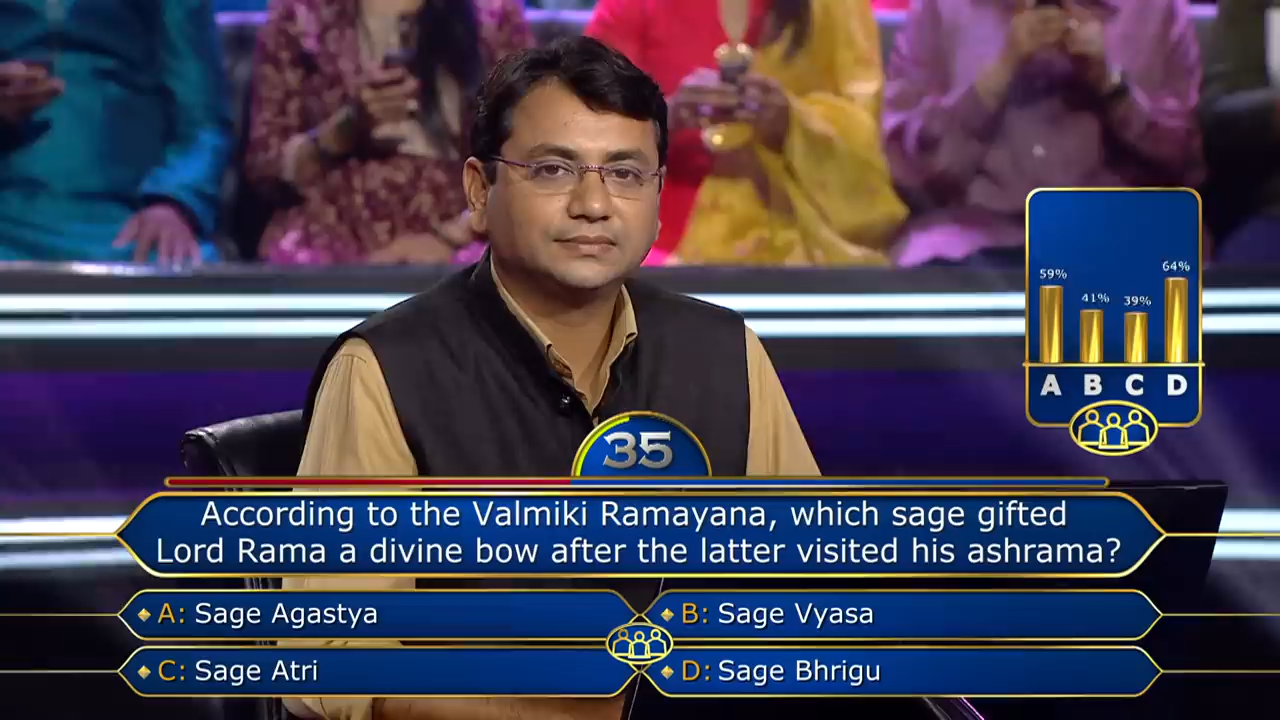 59%
41%
39%
64%
A B C D
35
According to the Valmiki Ramayana, which sage gifted
Lord Rama a divine bow after the latter visited his ashrama?
A: Sage Agastya
B: Sage Vyasa
C: Sage Atri
D: Sage Bhrigu